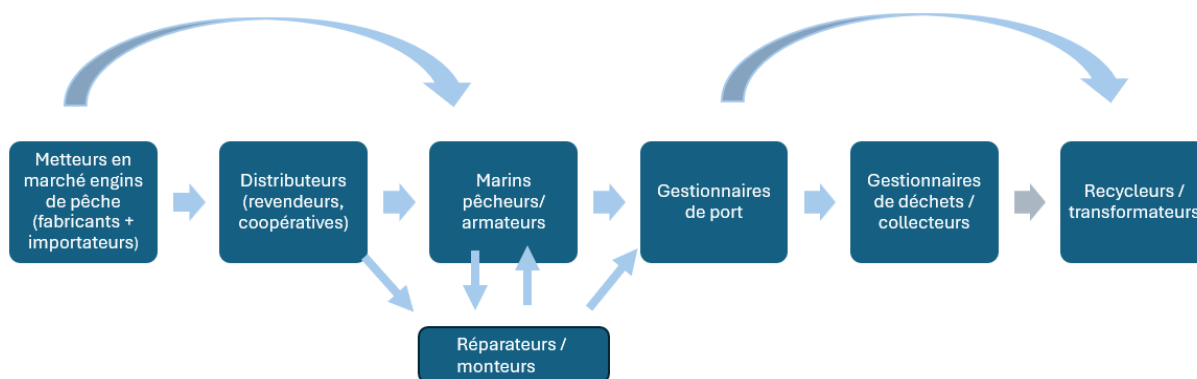 Metteurs en
marché engins
de pêche
(fabricants +
importateurs)
Distributeurs
(revendeurs,
coopératives)
Marins
pêcheurs/
armateurs
Gestionnaires
de port
Gestionnaires
de déchets /
collecteurs
Recycleurs /
transformateurs
Réparateurs /
monteurs